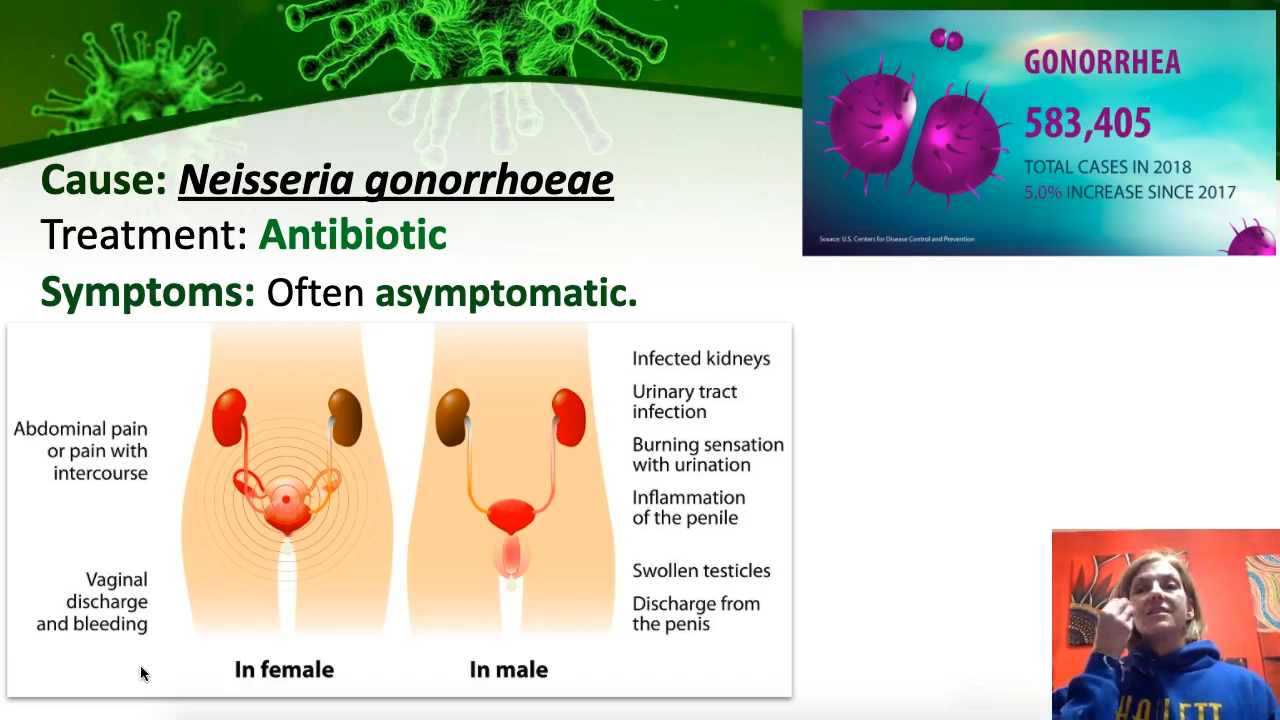 Cause: Neisseria gonorrhoeae
Treatment: Antibiotic
Symptoms: Often asymptomatic.
GONORRHEA
583,405
TOTAL CASES IN 2018
5.0% INCREASE SINCE 2017
Source: U.S. Centers for Disease Control and Prevention
Abdominal pain
or pain with
intercourse
Vaginal
discharge
and bleeding
In female
In male
Infected kidneys
Urinary tract
infection
Burning sensation
with urination
Inflammation
of the penile
Swollen testicles
Discharge from
the penis